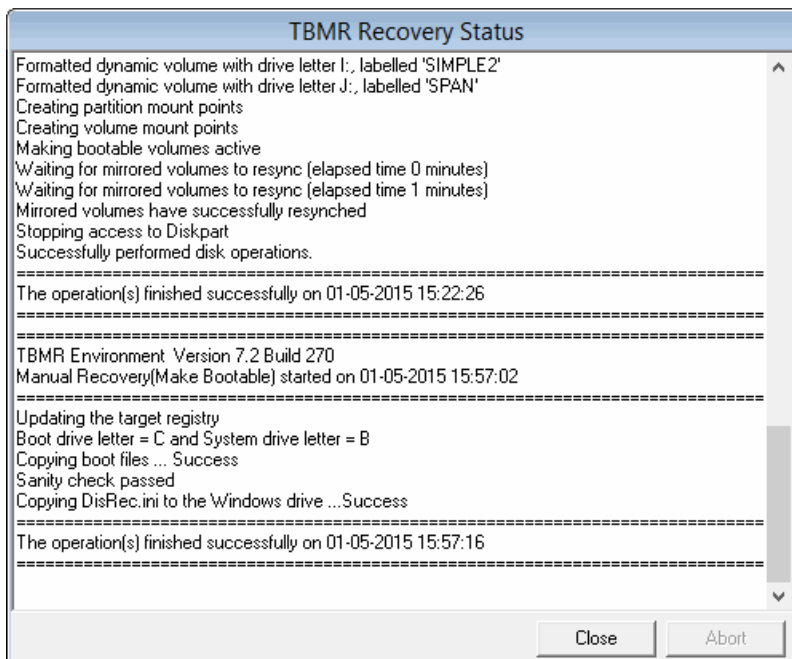 TBMR Recovery Status
Formatted dynamic volume with drive letter I:, labelled 'SIMPLE2'
Formatted dynamic volume with drive letter J:, labelled 'SPAN'
Creating partition mount points
Creating volume mount points
Making bootable volumes active
Waiting for mirrored volumes to resync (elapsed time 0 minutes)
Waiting for mirrored volumes to resync (elapsed time 1 minutes)
Mirrored volumes have successfully resynched
Stopping access to Diskpart
Successfully performed disk operations.
==========================================================================
The operation(s) finished successfully on 01-05-2015 15:22:26
==========================================================================
==========================================================================
TBMR Environment  Version 7.2 Build 270
Manual Recovery(Make Bootable) started on 01-05-2015 15:57:02
==========================================================================
Updating the target registry
Boot drive letter = C and System drive letter = B
Copying boot files ... Success
Sanity check passed
Copying DisRec.ini to the Windows drive ...Success
==========================================================================
The operation(s) finished successfully on 01-05-2015 15:57:16
==========================================================================
Close
Abort